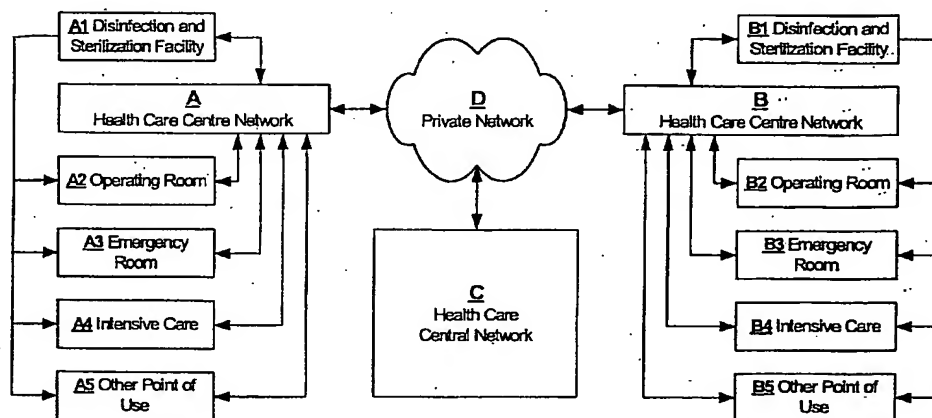 A1 Disinfection and
Sterilization Facility
A
Health Care Centre Network
A2 Operating Room
A3 Emergency
Room
A4 Intensive Care
A5 Other Point of
Use
D
Private Network
C
Health Care
Central Network
B1 Disinfection and
Sterilization Facility
B
Health Care Centre Network
B2 Operating Room
B3 Emergency
Room
B4 Intensive Care
B5 Other Point of
Use